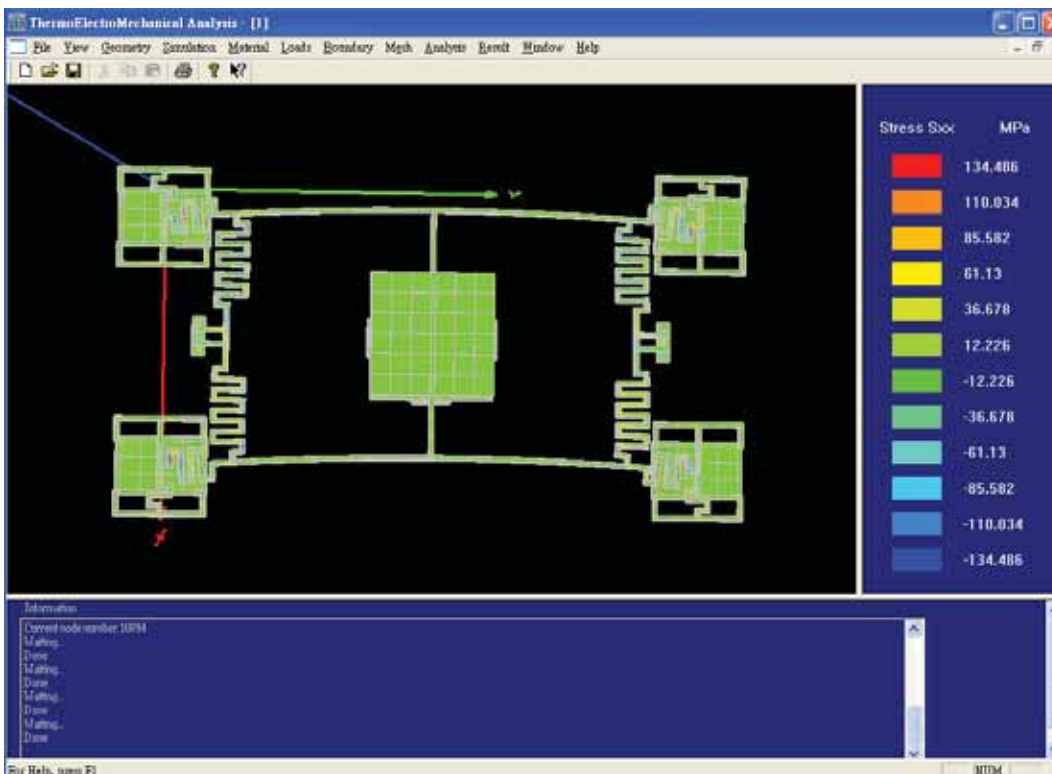 ThermoElectroMechanical Analysis - [1]
File View Geometry Simulation Material Loads Boundary Mesh Analysis Result Window Help
Stress Sxx MPa
134.486
110.034
85.582
61.13
36.678
12.226
-12.226
-36.678
-61.13
-85.582
-110.034
-134.486
Y
X
Information
Current node number 16894
Waiting...
Done
Waiting...
Done
Waiting...
Done
Waiting...
Done
For Help, press F1
NUM